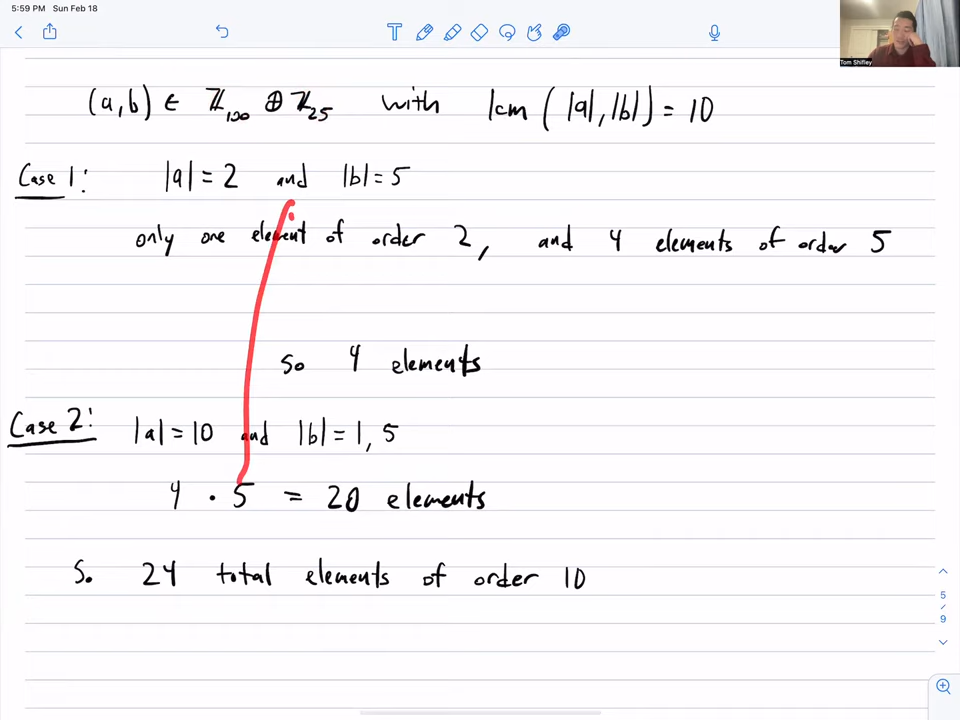 5:59 PM Sun Feb 18
Tom Shifley
(a,b) ∈ ℤ₁₀₀ ⊕ ℤ₂₅ with lcm(|a|,|b|) = 10
Case 1: |a| = 2 and |b| = 5
only one element of order 2, and 4 elements of order 5
So 4 elements
Case 2: |a| = 10 and |b| = 1, 5
4 · 5 = 20 elements
So 24 total elements of order 10
5
/
9